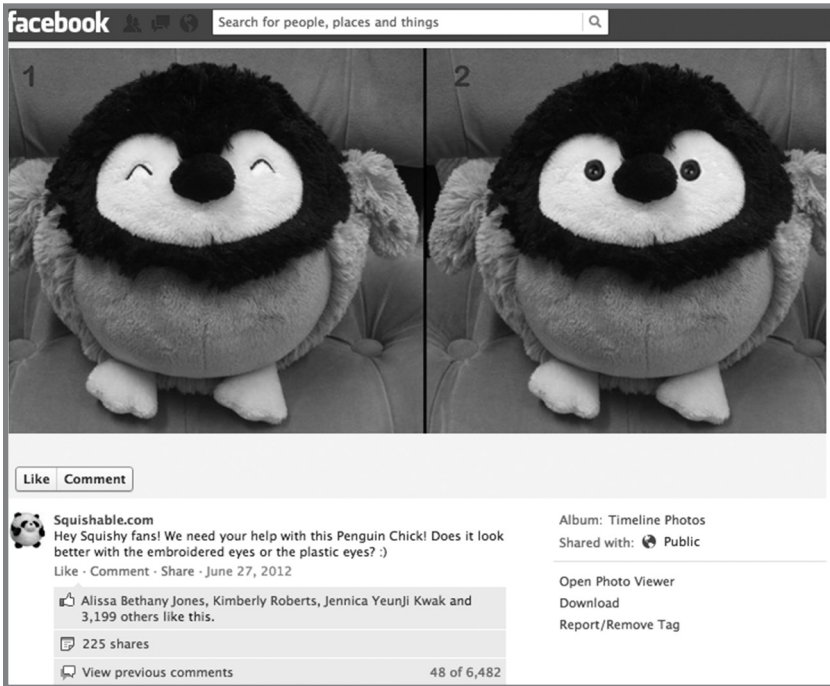 facebook
Search for people, places and things
1
2
Like Comment
Squishable.com
Hey Squishy fans! We need your help with this Penguin Chick! Does it look
better with the embroidered eyes or the plastic eyes? :)
Like · Comment · Share · June 27, 2012
Alissa Bethany Jones, Kimberly Roberts, Jennica YeunJi Kwak and
3,199 others like this.
225 shares
View previous comments 48 of 6,482
Album: Timeline Photos
Shared with: Public
Open Photo Viewer
Download
Report/Remove Tag